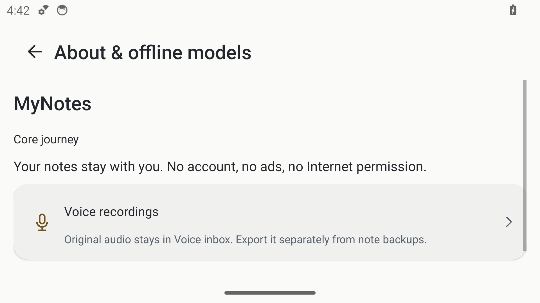 4:42
About & offline models
MyNotes
Core journey
Your notes stay with you. No account, no ads, no Internet permission.
Voice recordings
Original audio stays in Voice inbox. Export it separately from note backups.